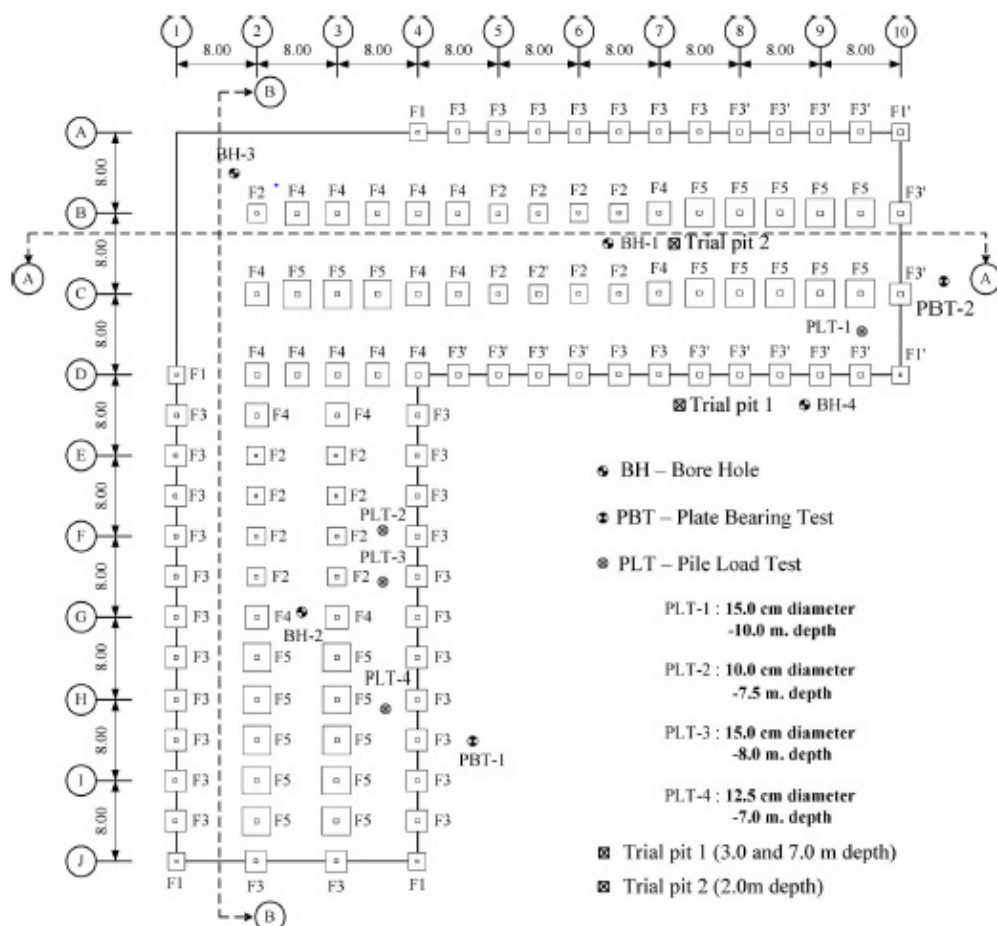 1 2 3 4 5 6 7 8 9 10
8.00 8.00 8.00 8.00 8.00 8.00 8.00 8.00 8.00
B
F1 F3 F3 F3 F3 F3 F3 F3' F3' F3' F3' F1'
A
BH-3
8.00
F2 F4 F4 F4 F4 F4 F2 F2 F2 F2 F4 F5 F5 F5 F5 F5 F3'
B
BH-1 Trial pit 2
8.00
A A
F4 F5 F5 F5 F4 F4 F2 F2' F2 F2 F4 F5 F5 F5 F5 F5 F3'
C
PBT-2
8.00
PLT-1
F4 F4 F4 F4 F4 F3' F3' F3' F3' F3' F3' F3' F3' F3' F3' F3' F1'
D F1
Trial pit 1 BH-4
8.00
F3 F4 F4 F3
E F3 F2 F2 F3
BH – Bore Hole
8.00
F3 F2 F2 F3
PLT-2
PBT – Plate Bearing Test
F F3 F2 F2 F3
PLT-3
PLT – Pile Load Test
8.00
F3 F2 F2 F3
PLT-1 : 15.0 cm diameter
-10.0 m. depth
G F3 F4 F4 F3
BH-2
8.00
F3 F5 F5 F3
PLT-2 : 10.0 cm diameter
-7.5 m. depth
PLT-4
H F3 F5 F5 F3
8.00
PLT-3 : 15.0 cm diameter
-8.0 m. depth
F3 F5 F5 F3
PBT-1
I F3 F5 F5 F3
PLT-4 : 12.5 cm diameter
-7.0 m. depth
8.00
F3 F5 F5 F3
J
Trial pit 1 (3.0 and 7.0 m depth)
F1 F3 F3 F1
Trial pit 2 (2.0m depth)
B